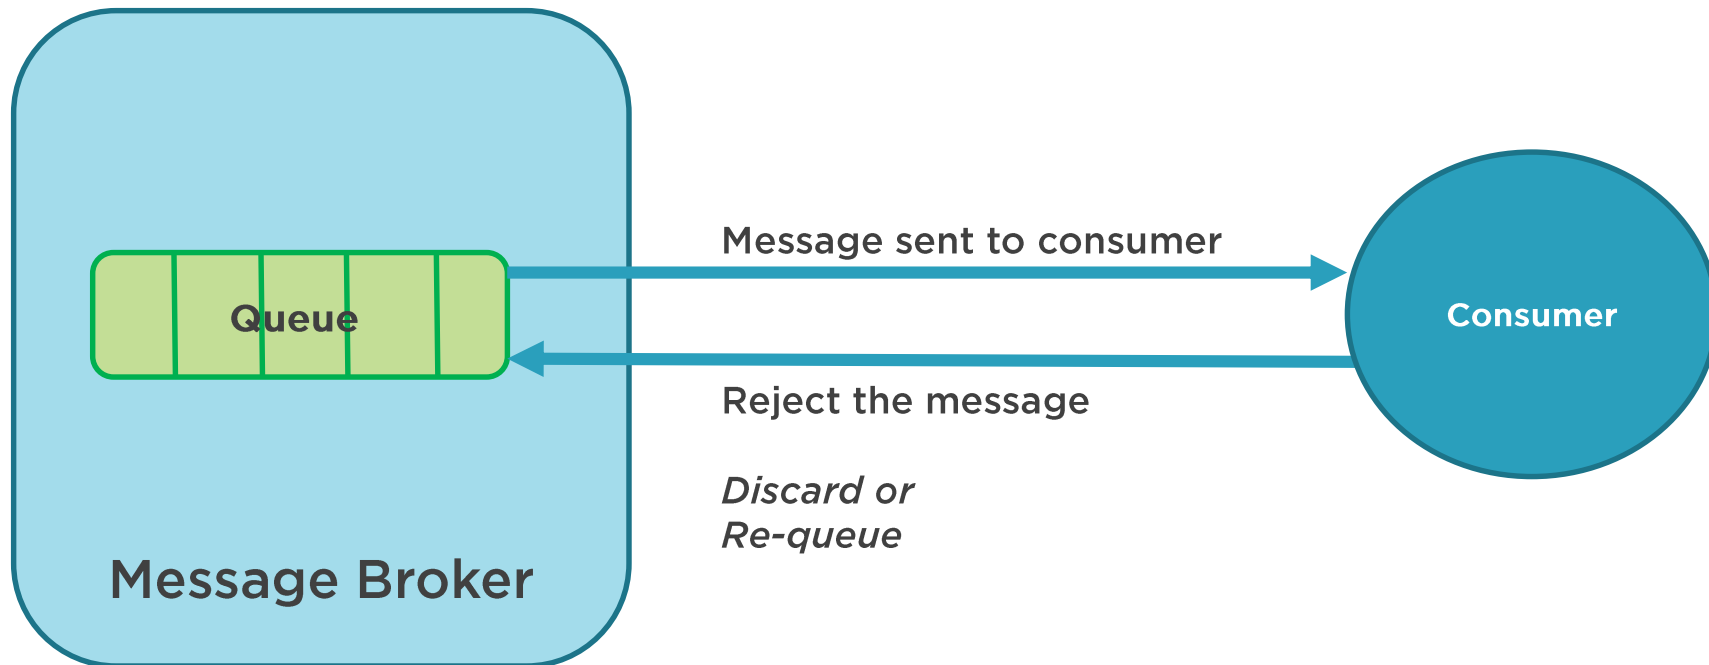 Message sent to consumer
Queue
Consumer
Reject the message
Discard or
Re-queue
Message Broker